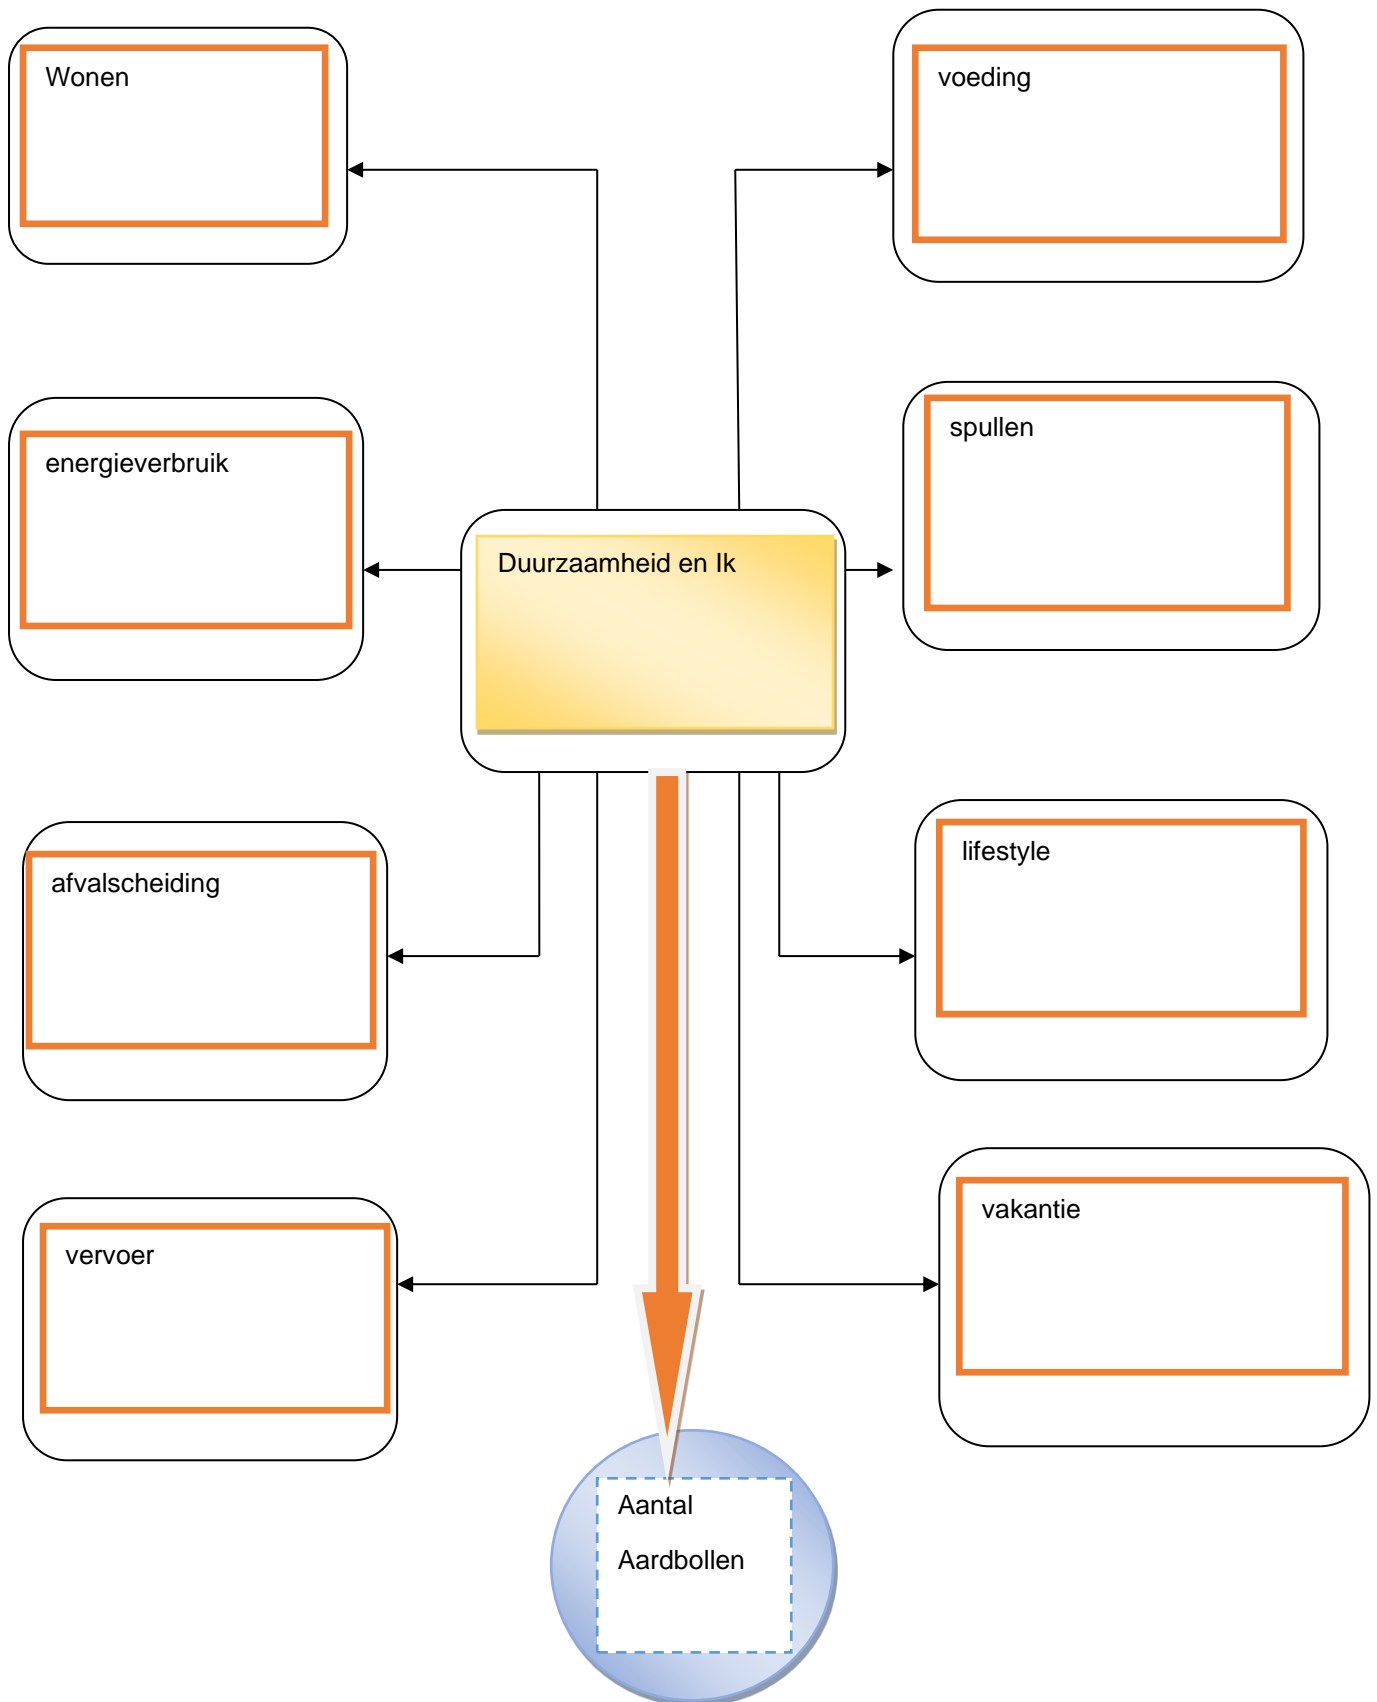 Wonen
voeding
energieverbruik
spullen
Duurzaamheid en Ik
afvalscheiding
lifestyle
vervoer
vakantie
Aantal
Aardbollen